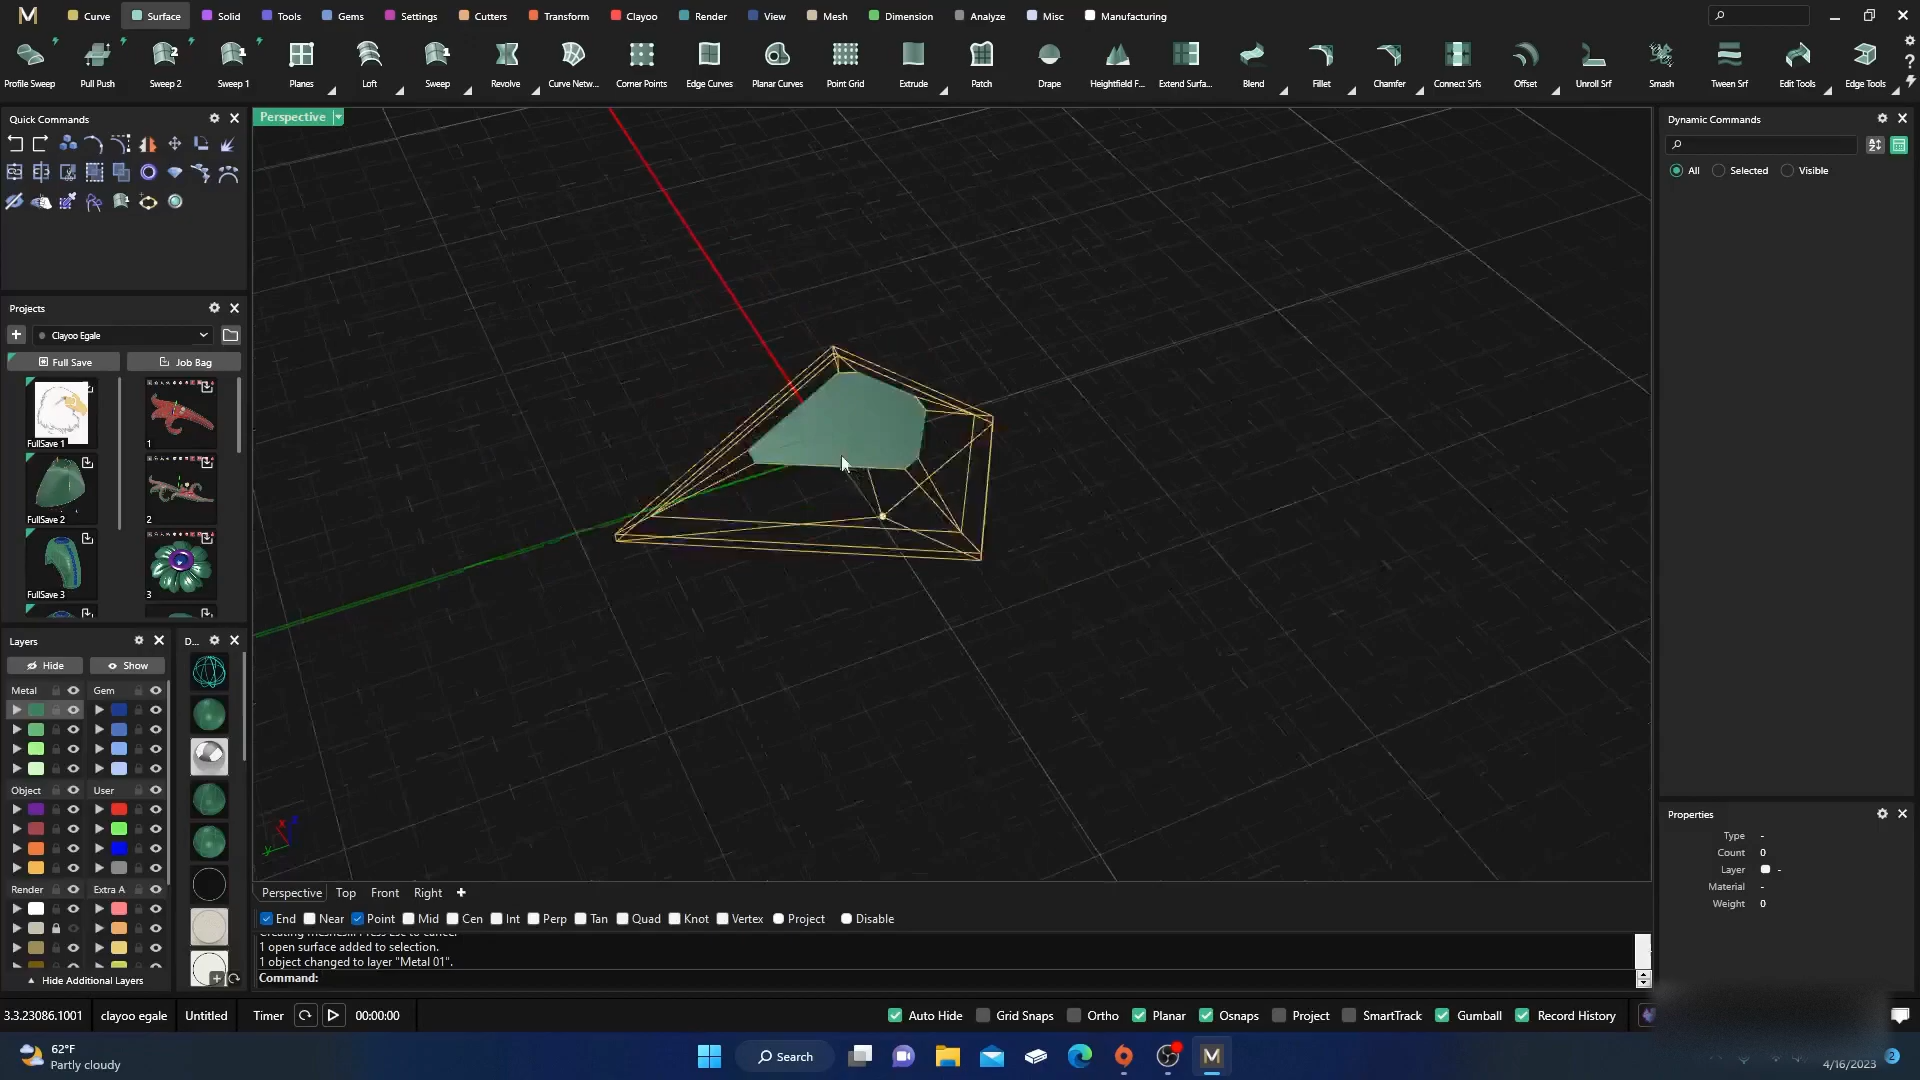 Curve Surface Solid Tools Gems Settings Cutters Transform Clayoo Render View Mesh Dimension Analyze Misc Manufacturing
Profile Sweep Pull Push Sweep 2 Sweep 1 Planes Loft Sweep Revolve Curve Netw... Corner Points Edge Curves Planar Curves Point Grid Extrude Patch Drape Heightfield F... Extend Surfa... Blend Fillet Chamfer Connect Srfs Offset Unroll Srf Smash Tween Srf Edit Tools Edge Tools
Quick Commands
Projects
Clayoo Egale
Full Save Job Bag
FullSave 1 1
FullSave 2 2
FullSave 3 3
Layers D...
Hide Show
Metal Gem
Object User
Render Extra A
Hide Additional Layers
Perspective
Perspective Top Front Right
End Near Point Mid Cen Int Perp Tan Quad Knot Vertex Project Disable
1 open surface added to selection.
1 object changed to layer "Metal 01".
Command:
Dynamic Commands
All Selected Visible
Properties
Type -
Count 0
Layer -
Material -
Weight 0
3.3.23086.1001 clayoo egale Untitled Timer 00:00:00 Auto Hide Grid Snaps Ortho Planar Osnaps Project SmartTrack Gumball Record History
62°F
Partly cloudy
Search
4/16/2023 2